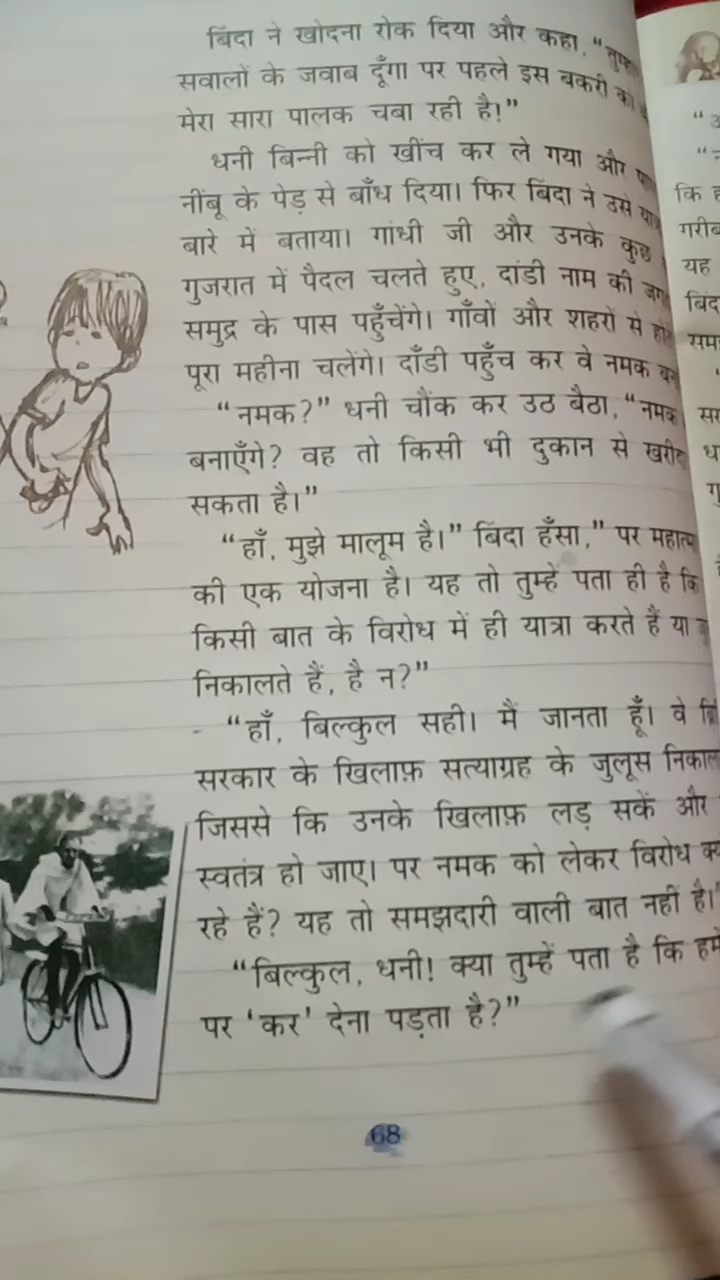 बिंदा ने खोदना रोक दिया और कहा, "तुम्हारे
सवालों के जवाब दूँगा पर पहले इस बकरी को
मेरा सारा पालक चबा रही है!"
धनी बिन्नी को खींच कर ले गया और
नींबू के पेड़ से बाँध दिया। फिर बिंदा ने उसे
बारे में बताया। गांधी जी और उनके कुछ
गुजरात में पैदल चलते हुए, दांडी नाम की
समुद्र के पास पहुँचेंगे। गाँवों और शहरों से
पूरा महीना चलेंगे। दाँडी पहुँच कर वे नमक
"नमक?" धनी चौंक कर उठ बैठा, "नमक
बनाएँगे? वह तो किसी भी दुकान से खरीदा
सकता है।"
"हाँ, मुझे मालूम है।" बिंदा हँसा," पर महात्मा
की एक योजना है। यह तो तुम्हें पता ही है कि
किसी बात के विरोध में ही यात्रा करते हैं या
निकालते हैं, है न?"
"हाँ, बिल्कुल सही। मैं जानता हूँ। वे
सरकार के खिलाफ़ सत्याग्रह के जुलूस निकाल
जिससे कि उनके खिलाफ़ लड़ सकें और
स्वतंत्र हो जाए। पर नमक को लेकर विरोध
रहे हैं? यह तो समझदारी वाली बात नहीं है।"
"बिल्कुल, धनी! क्या तुम्हें पता है कि हमें
पर 'कर' देना पड़ता है?"
68
कि
गरीब
यह